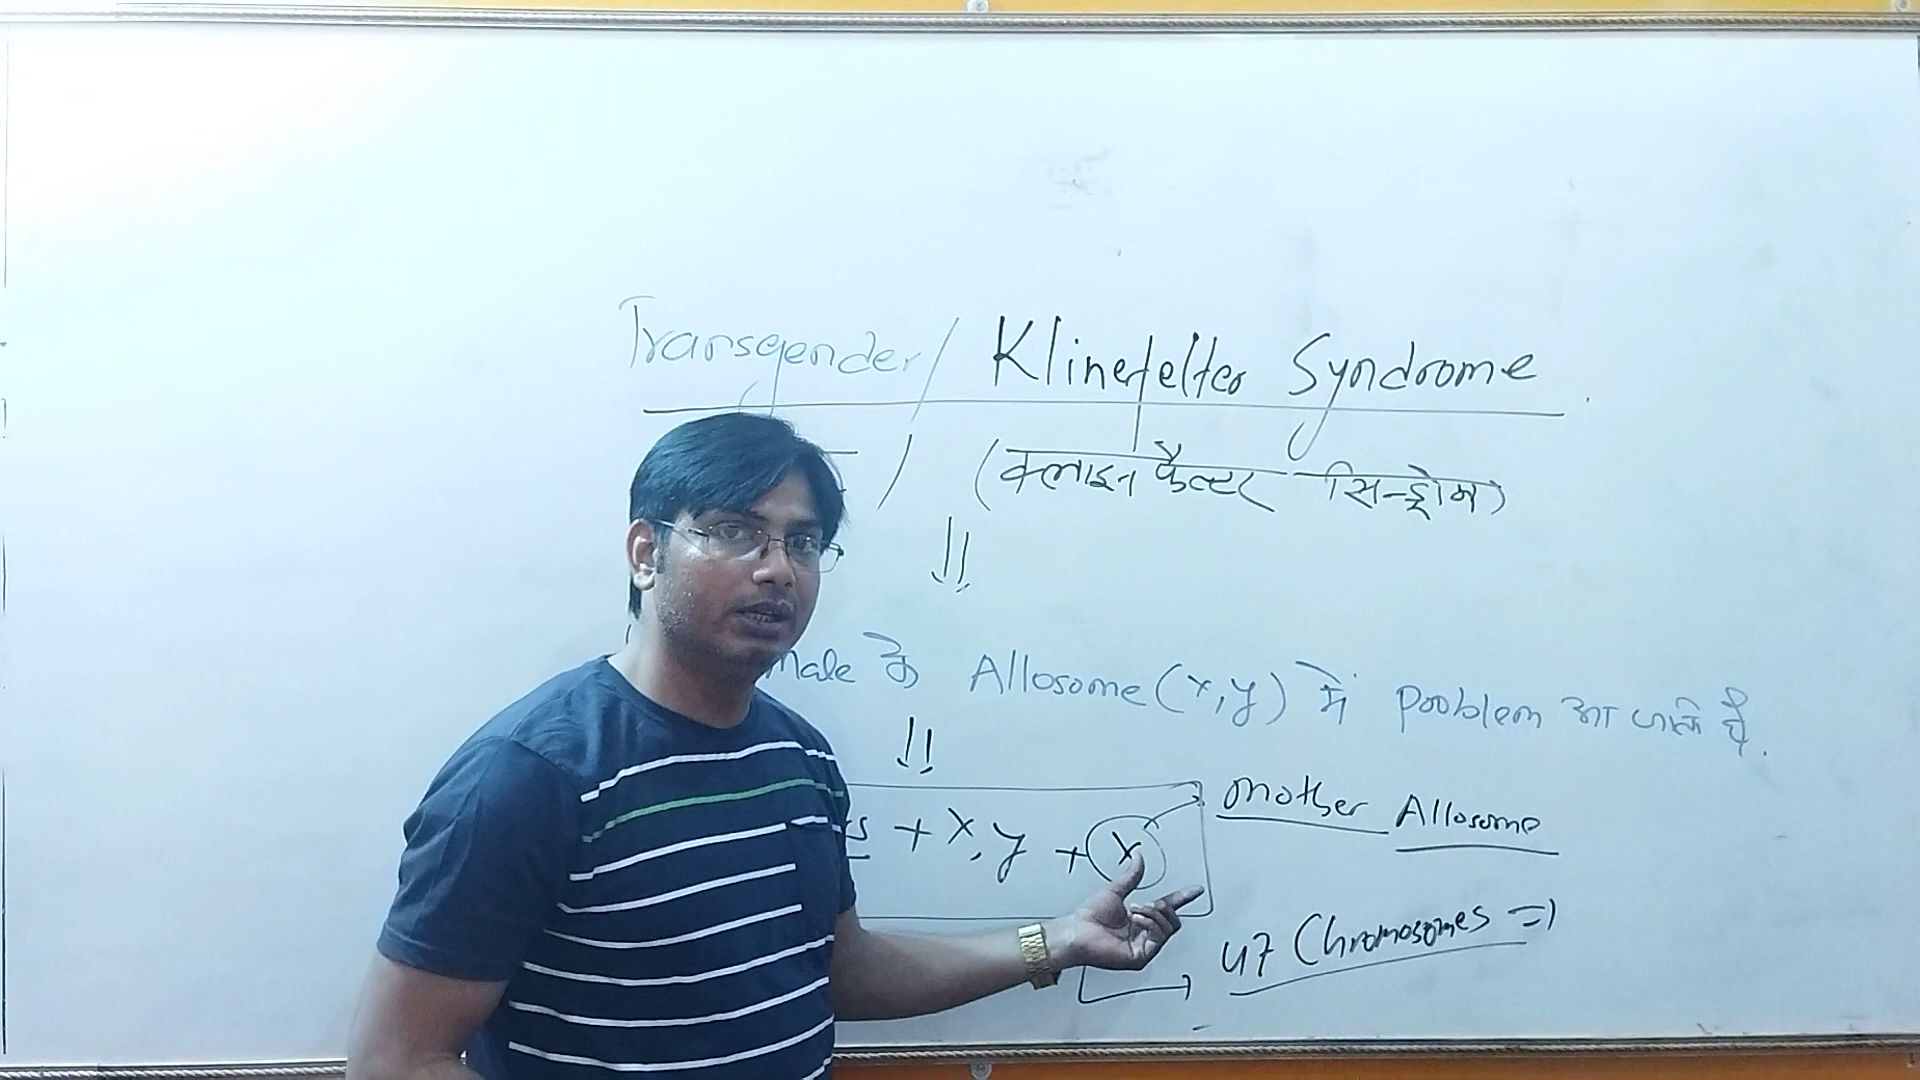 Transgender / Klinefelter Syndrome
/ (क्लाइन फैल्टर सिन्ड्रोम)
male के Allosome (x,y) में problem आ जाती है.
+ x, y + x
mother Allosome
47 Chromosomes =)